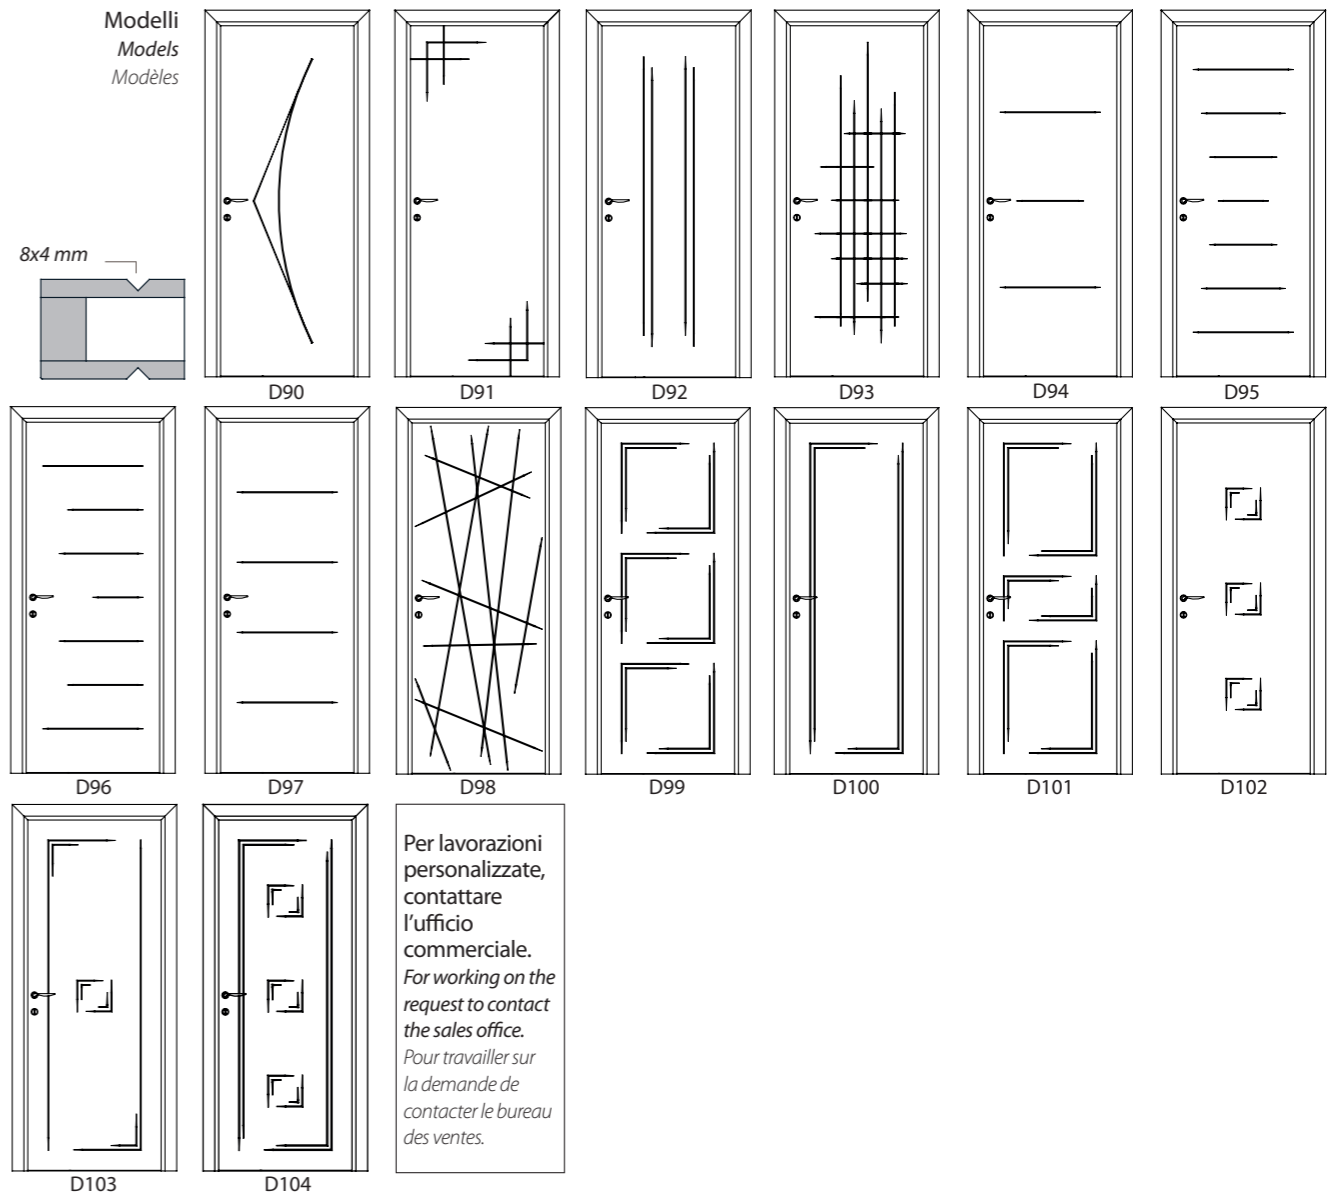 Modelli
Models
Modèles
8x4 mm
D90
D91
D92
D93
D94
D95
D96
D97
D98
D99
D100
D101
D102
D103
D104
Per lavorazioni
personalizzate,
contattare
l'ufficio
commerciale.
For working on the
request to contact
the sales office.
Pour travailler sur
la demande de
contacter le bureau
des ventes.